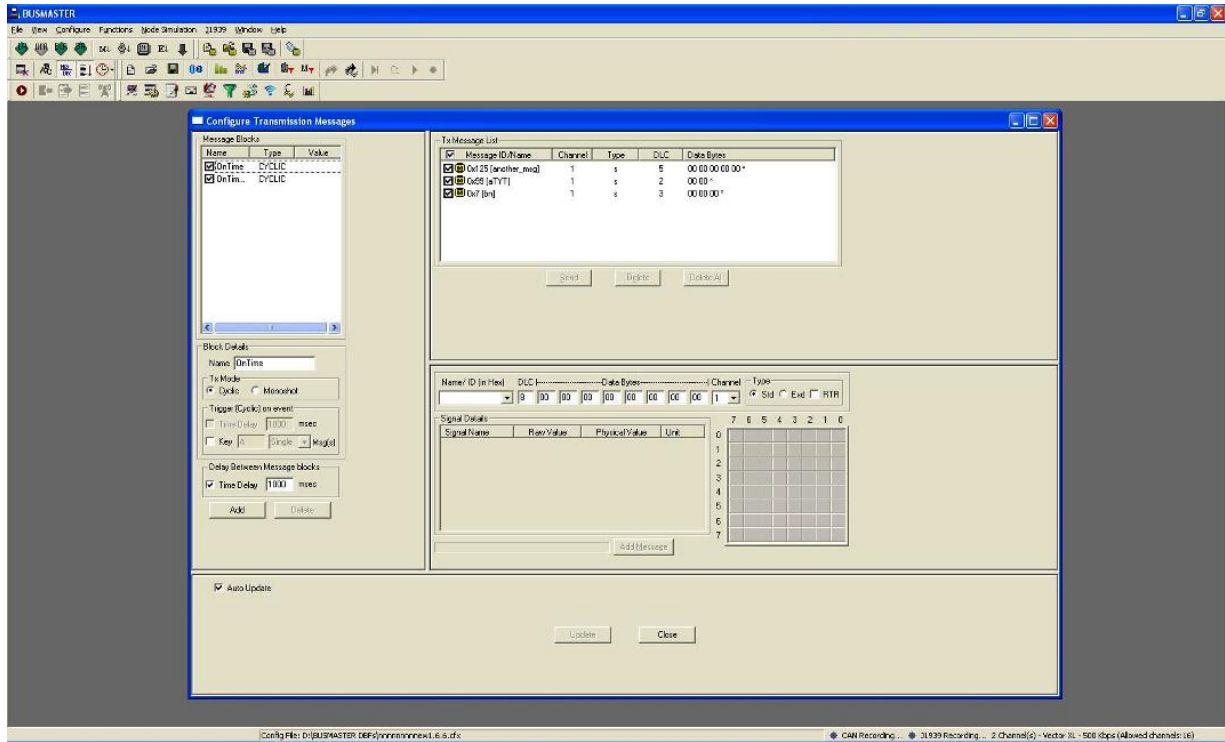 BUSMASTER
File View Configure Functions Node Simulation J1939 Window Help
Configure Transmission Messages
Message Blocks
Name Type Value
OnTime CYCLIC
OnTim... CYCLIC
Block Details
Name OnTime
Tx Mode
Cyclic Monoshot
Trigger (Cyclic) on event
Time Delay 1000 msec
Key A Single Msg(s)
Delay Between Message blocks
Time Delay 1000 msec
Add Delete
Tx Message List
Message ID/Name Channel Type DLC Data Bytes
0x125 [another_msg] 1 s 5 00 00 00 00 00 *
0x99 [aTYT] 1 s 2 00 00 *
0x7 [bn] 1 s 3 00 00 00 *
Send Delete Delete All
Name/ ID (in Hex) DLC Data Bytes Channel Type
8 00 00 00 00 00 00 00 00 1 Std Exd RTR
Signal Details
Signal Name Raw Value Physical Value Unit
7 6 5 4 3 2 1 0
0
1
2
3
4
5
6
7
Add Message
Auto Update
Update Close
CAN Recording... J1939 Recording... 2 Channel(s) - Vector XL - 500 Kbps (Allowed channels:16)